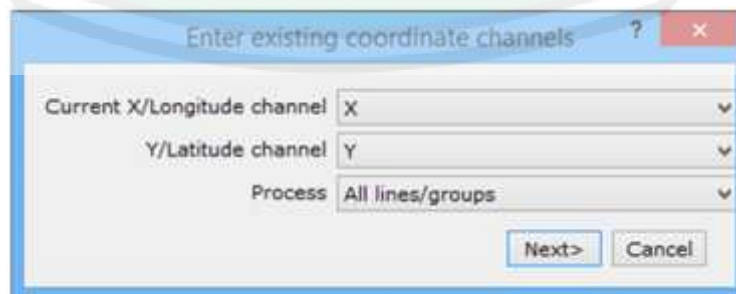 Enter existing coordinate channels ? ×
Current X/Longitude channel X
Y/Latitude channel Y
Process All lines/groups
Next> Cancel